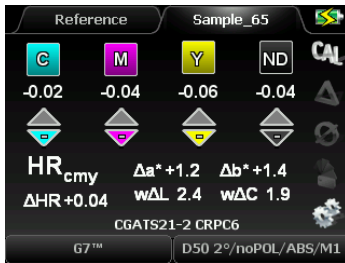 Reference Sample_65
C M Y ND CAL
-0.02 -0.04 -0.06 -0.04
HRcmy Δa* +1.2 Δb* +1.4
ΔHR +0.04 wΔL 2.4 wΔC 1.9
CGATS21-2 CRPC6
G7™ D50 2°/noPOL/ABS/M1